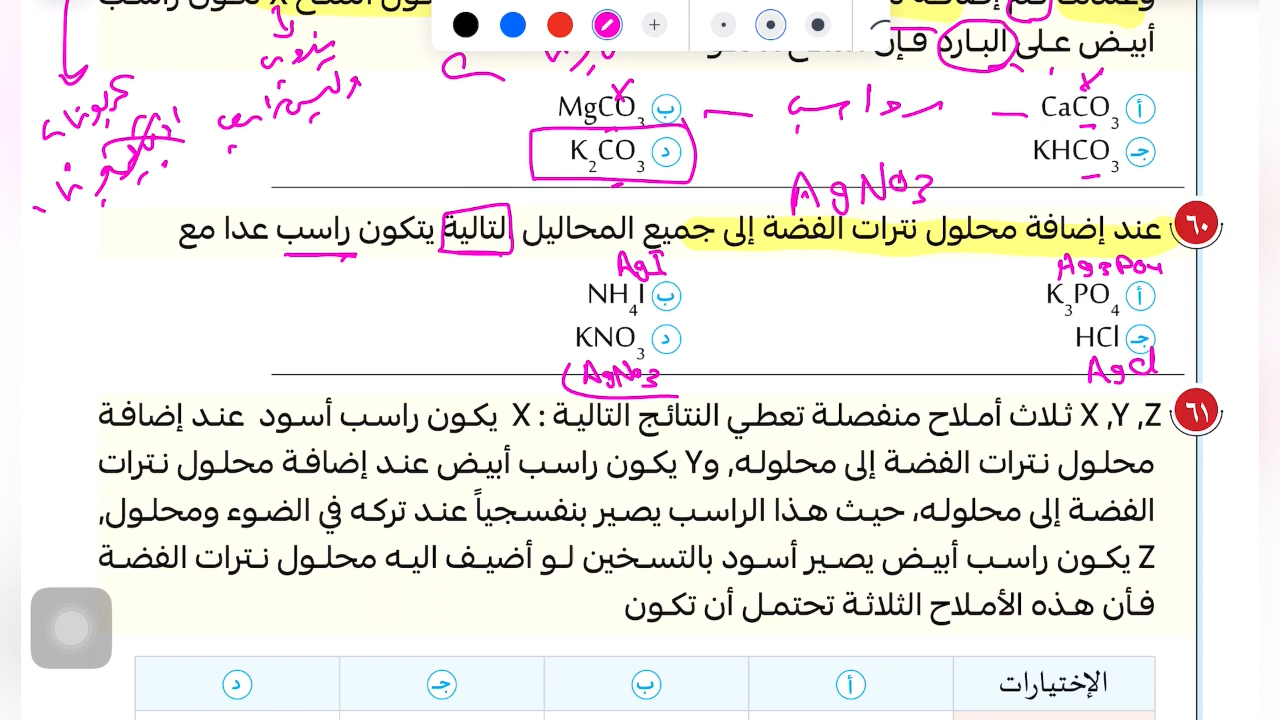 أبيض على البارد فإن
كربونات
CaCO3 أ — رواسب — ب MgCO3
جـ KHCO3 د K2CO3
AgNO3
٦٠ عند إضافة محلول نترات الفضة إلى جميع المحاليل التالية يتكون راسب عدا مع
Ag3PO4 AgI
أ K3PO4 ب NH4I
جـ HCl د KNO3
AgCl AgNO3
٦١ X ,Y ,Z ثلاث أملاح منفصلة تعطي النتائج التالية : X يكون راسب أسود عند إضافة
محلول نترات الفضة إلى محلوله, وY يكون راسب أبيض عند إضافة محلول نترات
الفضة إلى محلوله، حيث هذا الراسب يصير بنفسجياً عند تركه في الضوء ومحلول,
Z يكون راسب أبيض يصير أسود بالتسخين لو أضيف اليه محلول نترات الفضة
فأن هذه الأملاح الثلاثة تحتمل أن تكون
الإختيارات أ ب جـ د